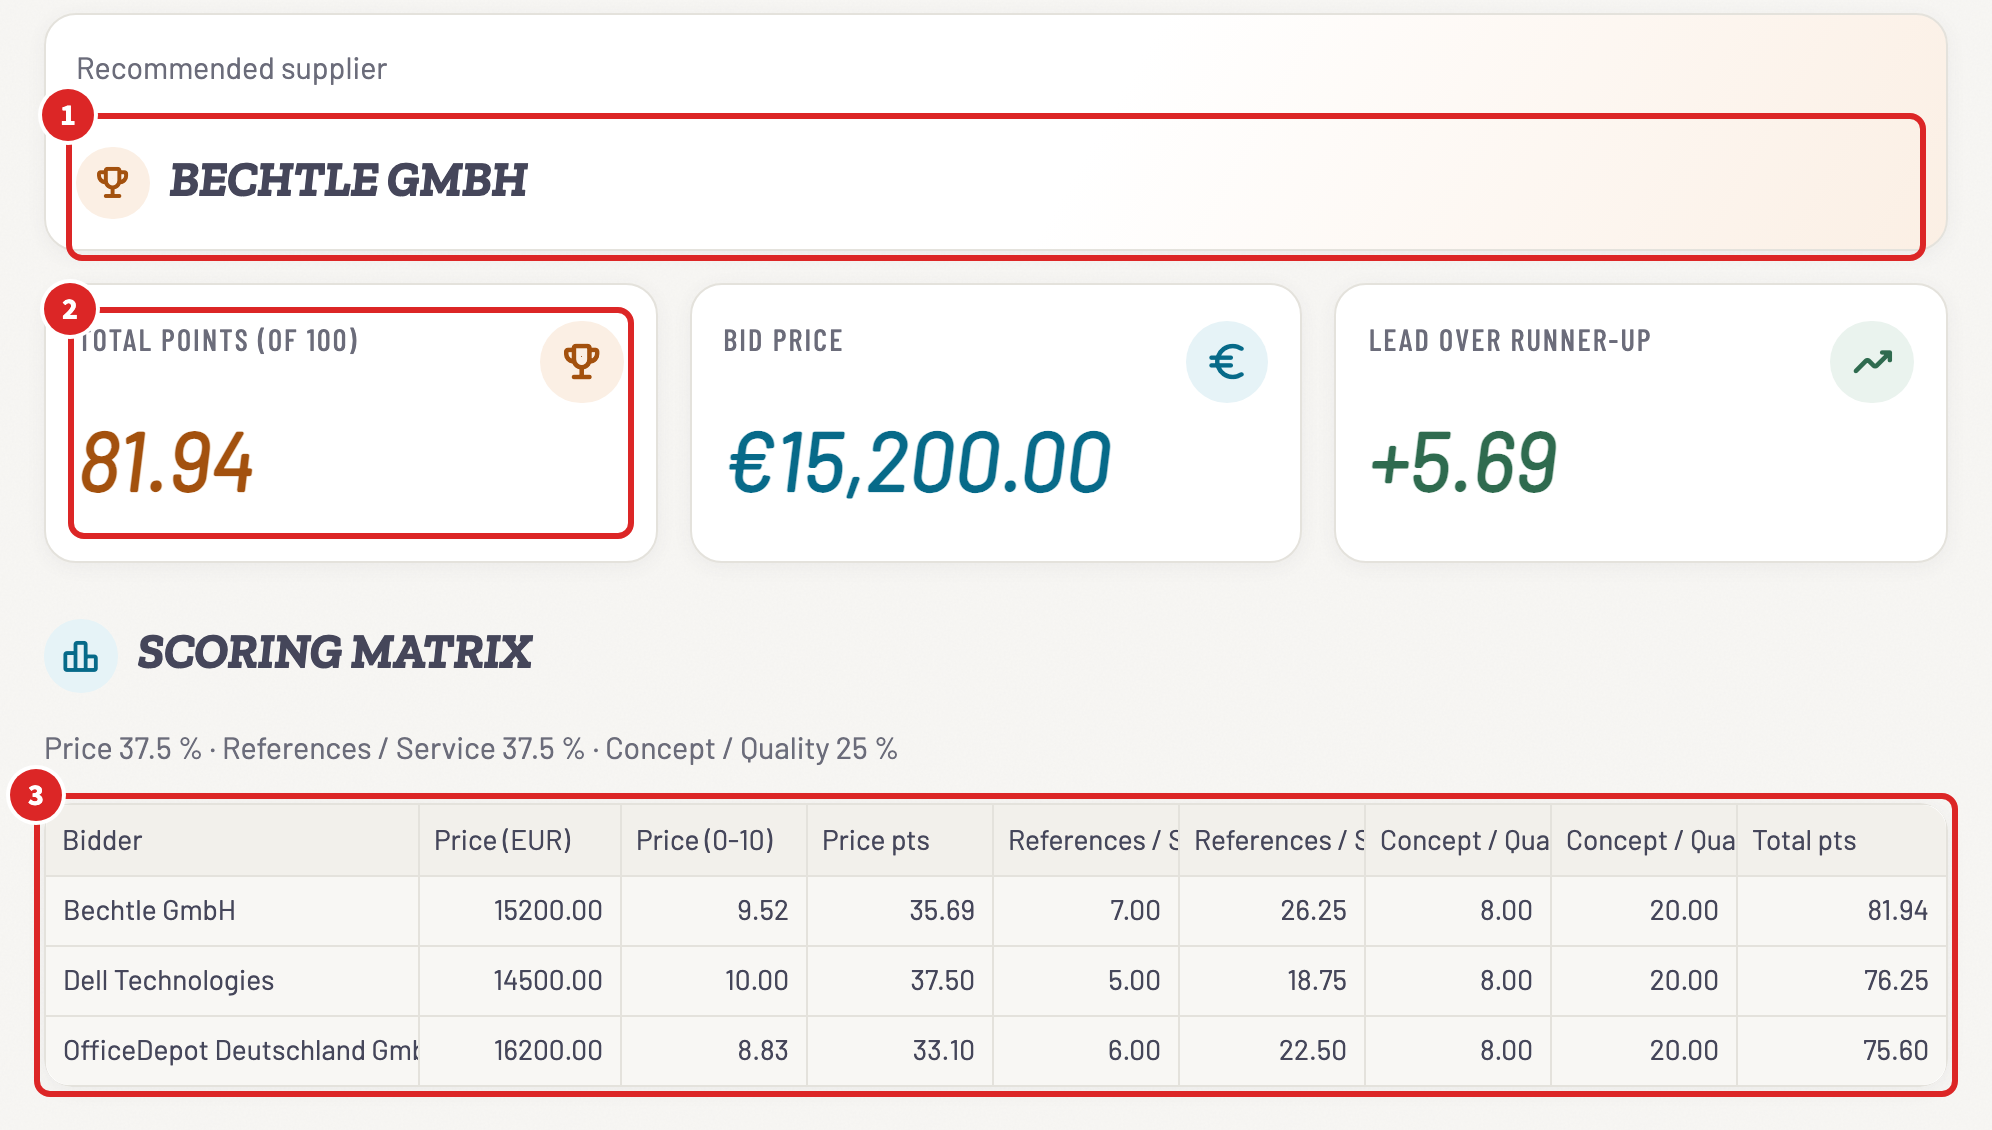 Recommended supplier
1
BECHTLE GMBH
2
TOTAL POINTS (OF 100)
81.94
BID PRICE
€
€15,200.00
LEAD OVER RUNNER-UP
+5.69
SCORING MATRIX
Price 37.5 % · References / Service 37.5 % · Concept / Quality 25 %
3
Bidder Price (EUR) Price (0-10) Price pts References / S References / S Concept / Qua Concept / Qua Total pts
Bechtle GmbH 15200.00 9.52 35.69 7.00 26.25 8.00 20.00 81.94
Dell Technologies 14500.00 10.00 37.50 5.00 18.75 8.00 20.00 76.25
OfficeDepot Deutschland Gmb 16200.00 8.83 33.10 6.00 22.50 8.00 20.00 75.60